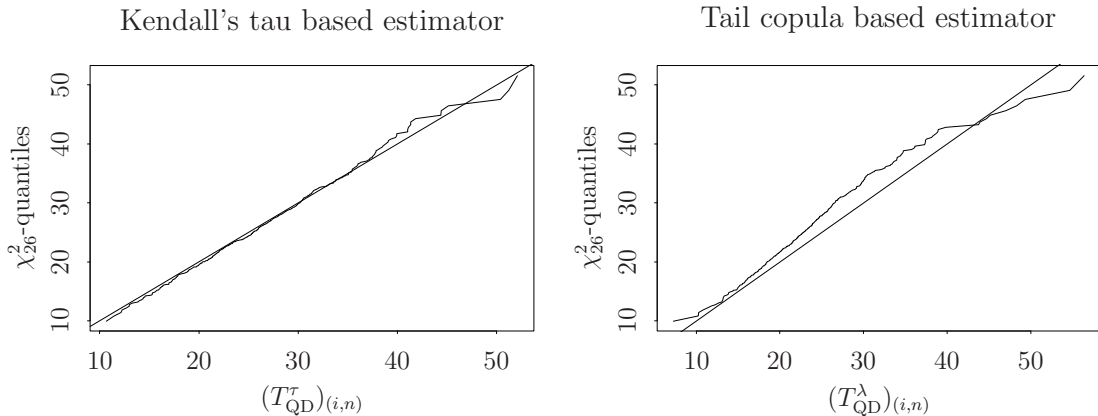 Kendall's tau based estimator
χ²₂₆-quantiles
50
40
30
20
10
10 20 30 40 50
(T^τ_QD)_(i,n)
Tail copula based estimator
χ²₂₆-quantiles
50
40
30
20
10
10 20 30 40 50
(T^λ_QD)_(i,n)